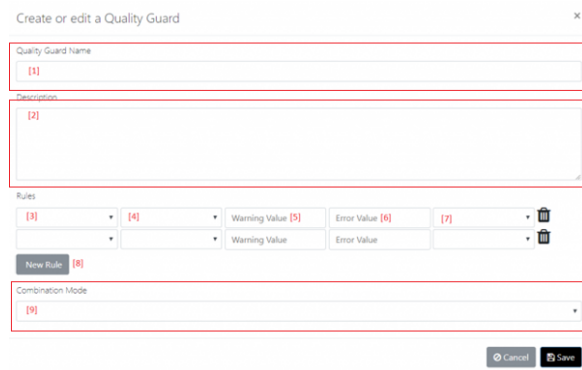 Create or edit a Quality Guard ×
Quality Guard Name
[1]
Description
[2]
Rules
[3] [4] Warning Value [5] Error Value [6] [7]
Warning Value Error Value
New Rule [8]
Combination Mode
[9]
Cancel Save